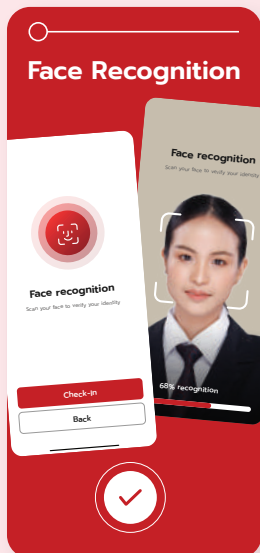 Face Recognition
Face recognition
Scan your face to verify your identity
Face recognition
Scan your face to verify your identity
Check-in
Back
68% recognition